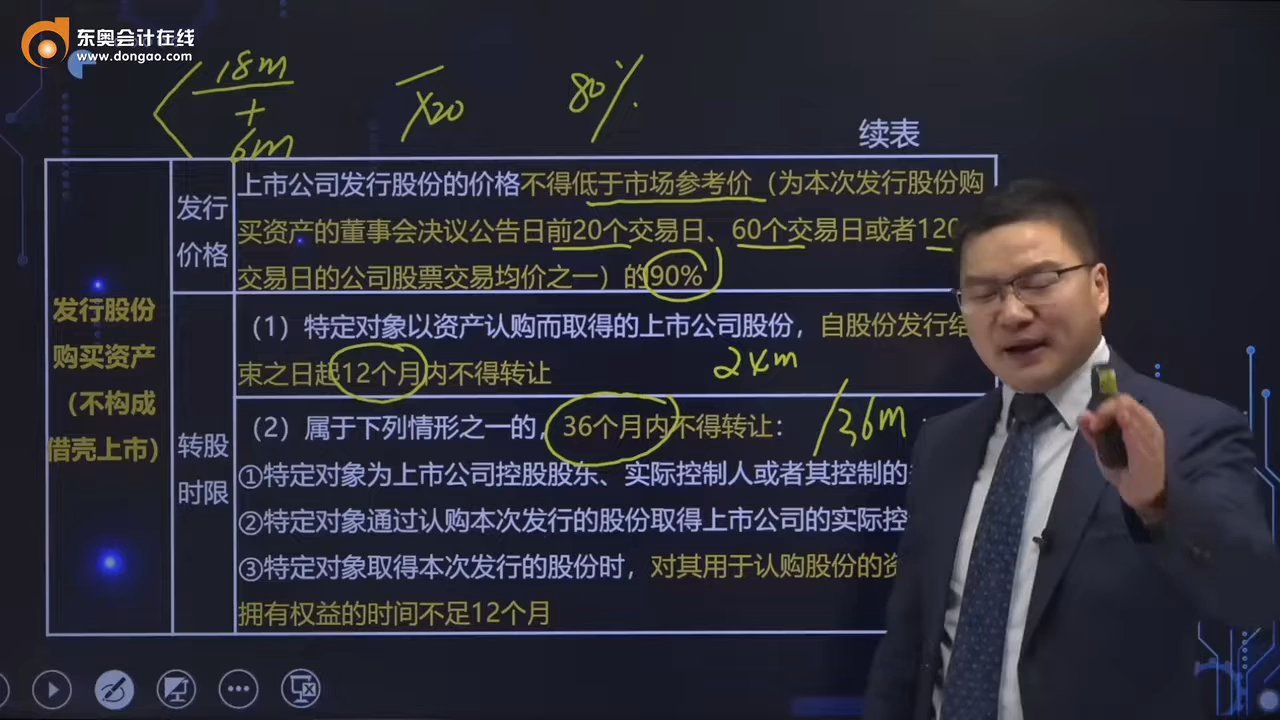 东奥会计在线
www.dongao.com
18m
+
6m
X20
80%
续表
发行股份
购买资产
（不构成
借壳上市）
发行
价格
上市公司发行股份的价格不得低于市场参考价（为本次发行股份购
买资产的董事会决议公告日前20个交易日、60个交易日或者120
交易日的公司股票交易均价之一）的90%
转股
时限
（1）特定对象以资产认购而取得的上市公司股份，自股份发行结
束之日起12个月内不得转让
24m
（2）属于下列情形之一的，36个月内不得转让：
/36m
①特定对象为上市公司控股股东、实际控制人或者其控制的
②特定对象通过认购本次发行的股份取得上市公司的实际控
③特定对象取得本次发行的股份时，对其用于认购股份的资
拥有权益的时间不足12个月